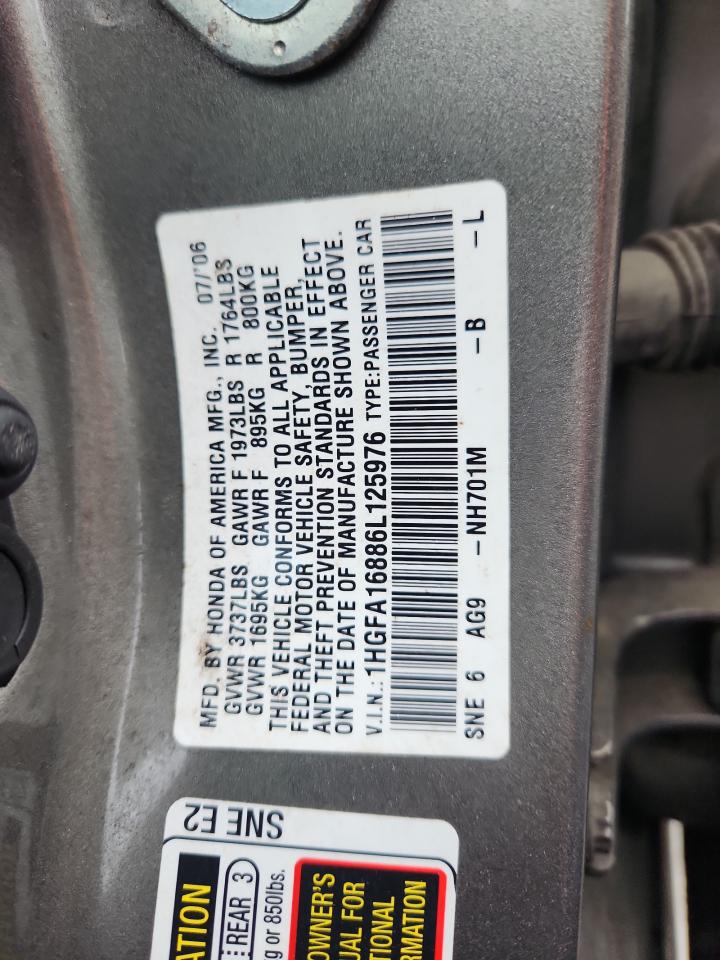 MFD. BY HONDA OF AMERICA MFG., INC. 07/'06
GVWR 3737LBS GAWR F 1973LBS R 1764LBS
GVWR 1695KG GAWR F 895KG R 800KG
THIS VEHICLE CONFORMS TO ALL APPLICABLE
FEDERAL MOTOR VEHICLE SAFETY, BUMPER,
AND THEFT PREVENTION STANDARDS IN EFFECT
ON THE DATE OF MANUFACTURE SHOWN ABOVE.
V.I.N.: 1HGFA16886L125976 TYPE:PASSENGER CAR
SNE 6 AG9 -NH701M -B -L
SNE E2
ATION
REAR 3
g or 850lbs.
OWNER'S
UAL FOR
TIONAL
RMATION